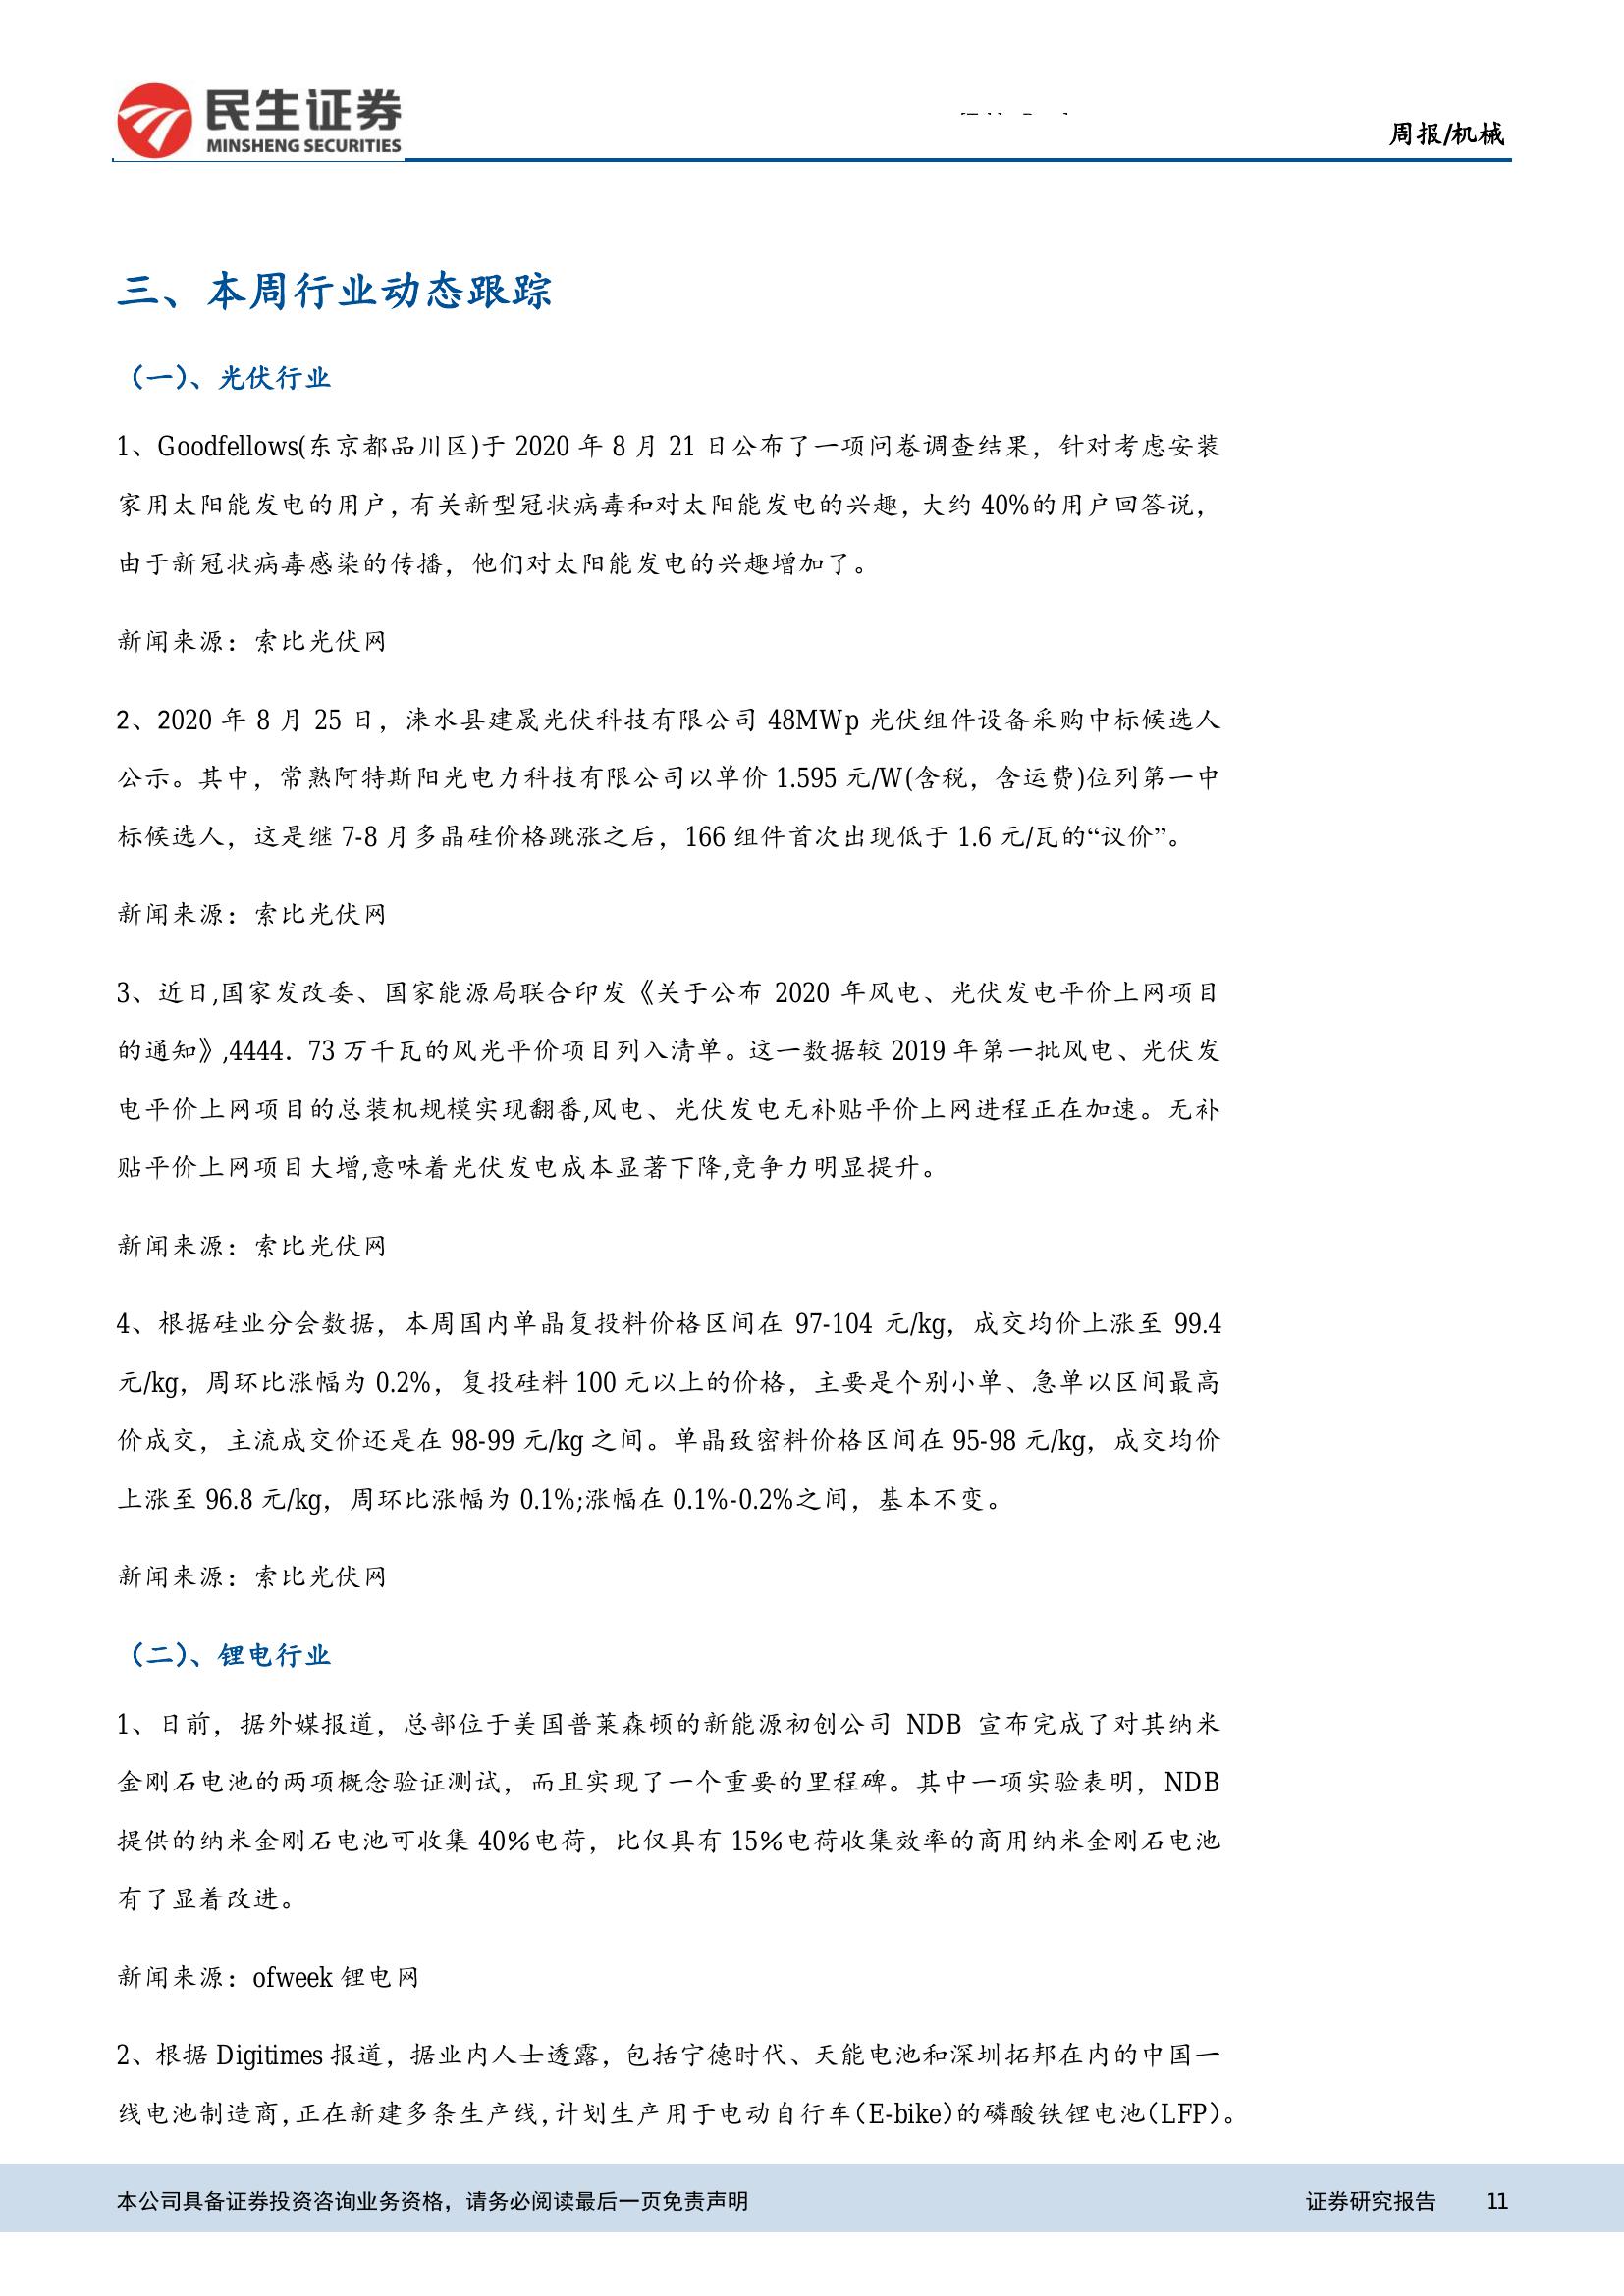 民生证券
MINSHENG SECURITIES
周报/机械
三、本周行业动态跟踪
（一）、光伏行业
1、Goodfellows(东京都品川区)于 2020 年 8 月 21 日公布了一项问卷调查结果，针对考虑安装
家用太阳能发电的用户，有关新型冠状病毒和对太阳能发电的兴趣，大约 40%的用户回答说，
由于新冠状病毒感染的传播，他们对太阳能发电的兴趣增加了。
新闻来源：索比光伏网
2、2020 年 8 月 25 日，涞水县建晟光伏科技有限公司 48MWp 光伏组件设备采购中标候选人
公示。其中，常熟阿特斯阳光电力科技有限公司以单价 1.595 元/W(含税，含运费)位列第一中
标候选人，这是继 7-8 月多晶硅价格跳涨之后，166 组件首次出现低于 1.6 元/瓦的“议价”。
新闻来源：索比光伏网
3、近日,国家发改委、国家能源局联合印发《关于公布 2020 年风电、光伏发电平价上网项目
的通知》,4444．73 万千瓦的风光平价项目列入清单。这一数据较 2019 年第一批风电、光伏发
电平价上网项目的总装机规模实现翻番,风电、光伏发电无补贴平价上网进程正在加速。无补
贴平价上网项目大增,意味着光伏发电成本显著下降,竞争力明显提升。
新闻来源：索比光伏网
4、根据硅业分会数据，本周国内单晶复投料价格区间在 97-104 元/kg，成交均价上涨至 99.4
元/kg，周环比涨幅为 0.2%，复投硅料 100 元以上的价格，主要是个别小单、急单以区间最高
价成交，主流成交价还是在 98-99 元/kg 之间。单晶致密料价格区间在 95-98 元/kg，成交均价
上涨至 96.8 元/kg，周环比涨幅为 0.1%;涨幅在 0.1%-0.2%之间，基本不变。
新闻来源：索比光伏网
（二）、锂电行业
1、日前，据外媒报道，总部位于美国普莱森顿的新能源初创公司 NDB 宣布完成了对其纳米
金刚石电池的两项概念验证测试，而且实现了一个重要的里程碑。其中一项实验表明，NDB
提供的纳米金刚石电池可收集 40%电荷，比仅具有 15%电荷收集效率的商用纳米金刚石电池
有了显着改进。
新闻来源：ofweek 锂电网
2、根据 Digitimes 报道，据业内人士透露，包括宁德时代、天能电池和深圳拓邦在内的中国一
线电池制造商，正在新建多条生产线，计划生产用于电动自行车（E-bike）的磷酸铁锂电池（LFP）。
本公司具备证券投资咨询业务资格，请务必阅读最后一页免责声明
证券研究报告 11